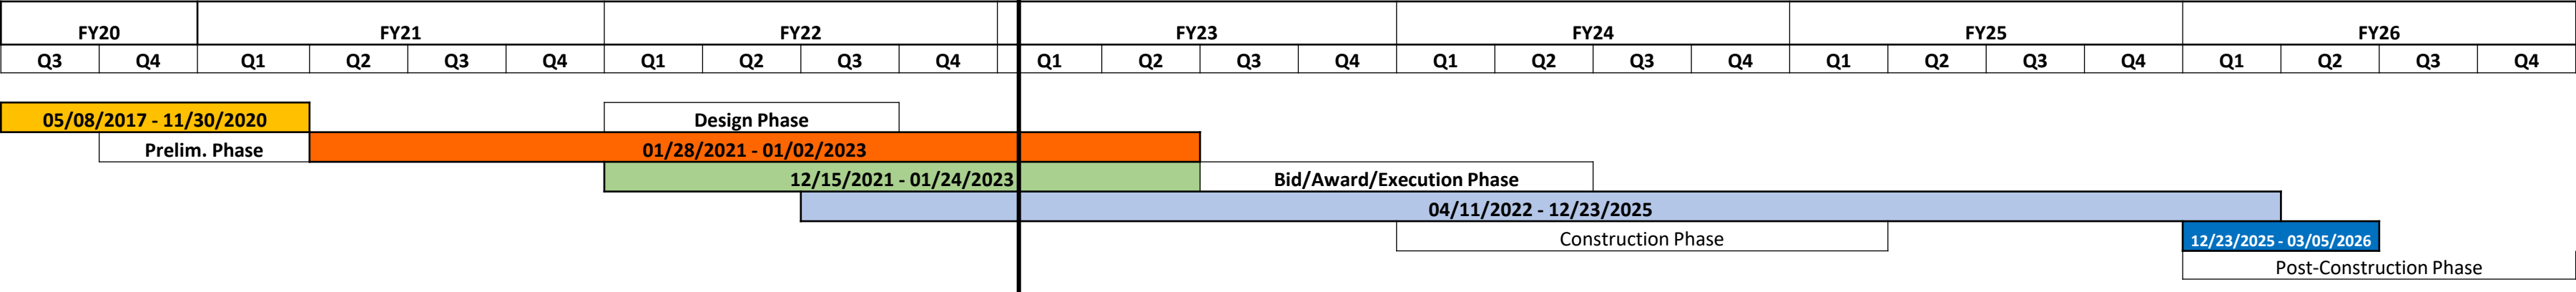 FY20 FY21 FY22 FY23 FY24 FY25 FY26
Q3 Q4 Q1 Q2 Q3 Q4 Q1 Q2 Q3 Q4 Q1 Q2 Q3 Q4 Q1 Q2 Q3 Q4 Q1 Q2 Q3 Q4 Q1 Q2 Q3 Q4
05/08/2017 - 11/30/2020 Design Phase
Prelim. Phase 01/28/2021 - 01/02/2023
12/15/2021 - 01/24/2023 Bid/Award/Execution Phase
04/11/2022 - 12/23/2025
Construction Phase 12/23/2025 - 03/05/2026
Post-Construction Phase